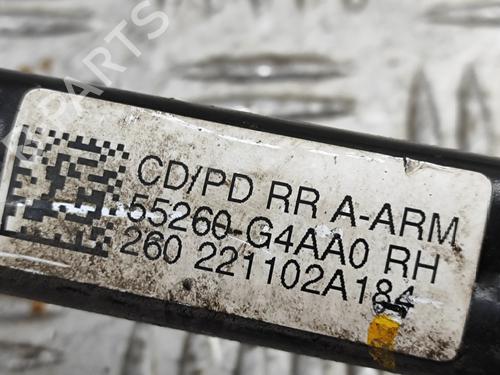 CD/PD RR A-ARM
55260-G4AA0 RH
260 221102A184